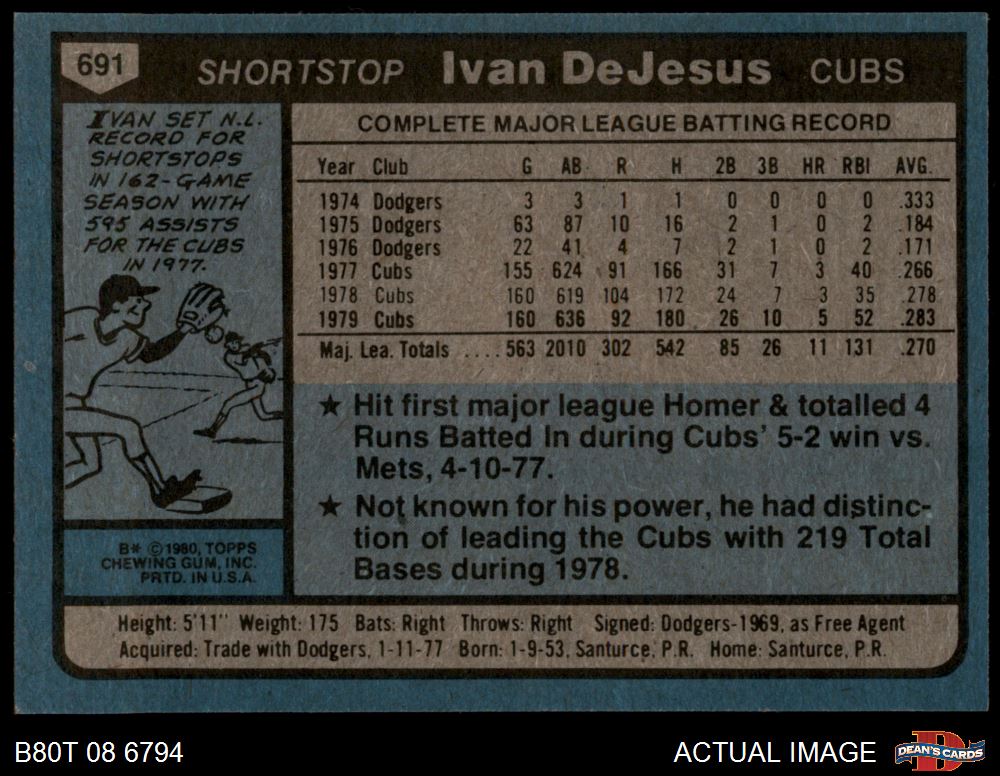 691 SHORTSTOP Ivan DeJesus CUBS
IVAN SET N.L.
RECORD FOR
SHORTSTOPS
IN 162-GAME
SEASON WITH
595 ASSISTS
FOR THE CUBS
IN 1977.
B* ©1980, TOPPS
CHEWING GUM, INC.
PRTD. IN U.S.A.
COMPLETE MAJOR LEAGUE BATTING RECORD
Year Club G AB R H 2B 3B HR RBI AVG.
1974 Dodgers 3 3 1 1 0 0 0 0 .333
1975 Dodgers 63 87 10 16 2 1 0 2 .184
1976 Dodgers 22 41 4 7 2 1 0 2 .171
1977 Cubs 155 624 91 166 31 7 3 40 .266
1978 Cubs 160 619 104 172 24 7 3 35 .278
1979 Cubs 160 636 92 180 26 10 5 52 .283
Maj. Lea. Totals .... 563 2010 302 542 85 26 11 131 .270
★ Hit first major league Homer & totalled 4
Runs Batted In during Cubs' 5-2 win vs.
Mets, 4-10-77.
★ Not known for his power, he had distinc-
tion of leading the Cubs with 219 Total
Bases during 1978.
Height: 5'11" Weight: 175 Bats: Right Throws: Right Signed: Dodgers-1969, as Free Agent
Acquired: Trade with Dodgers, 1-11-77 Born: 1-9-53, Santurce, P.R. Home: Santurce, P.R.
B80T 08 6794 ACTUAL IMAGE DEAN'S CARDS